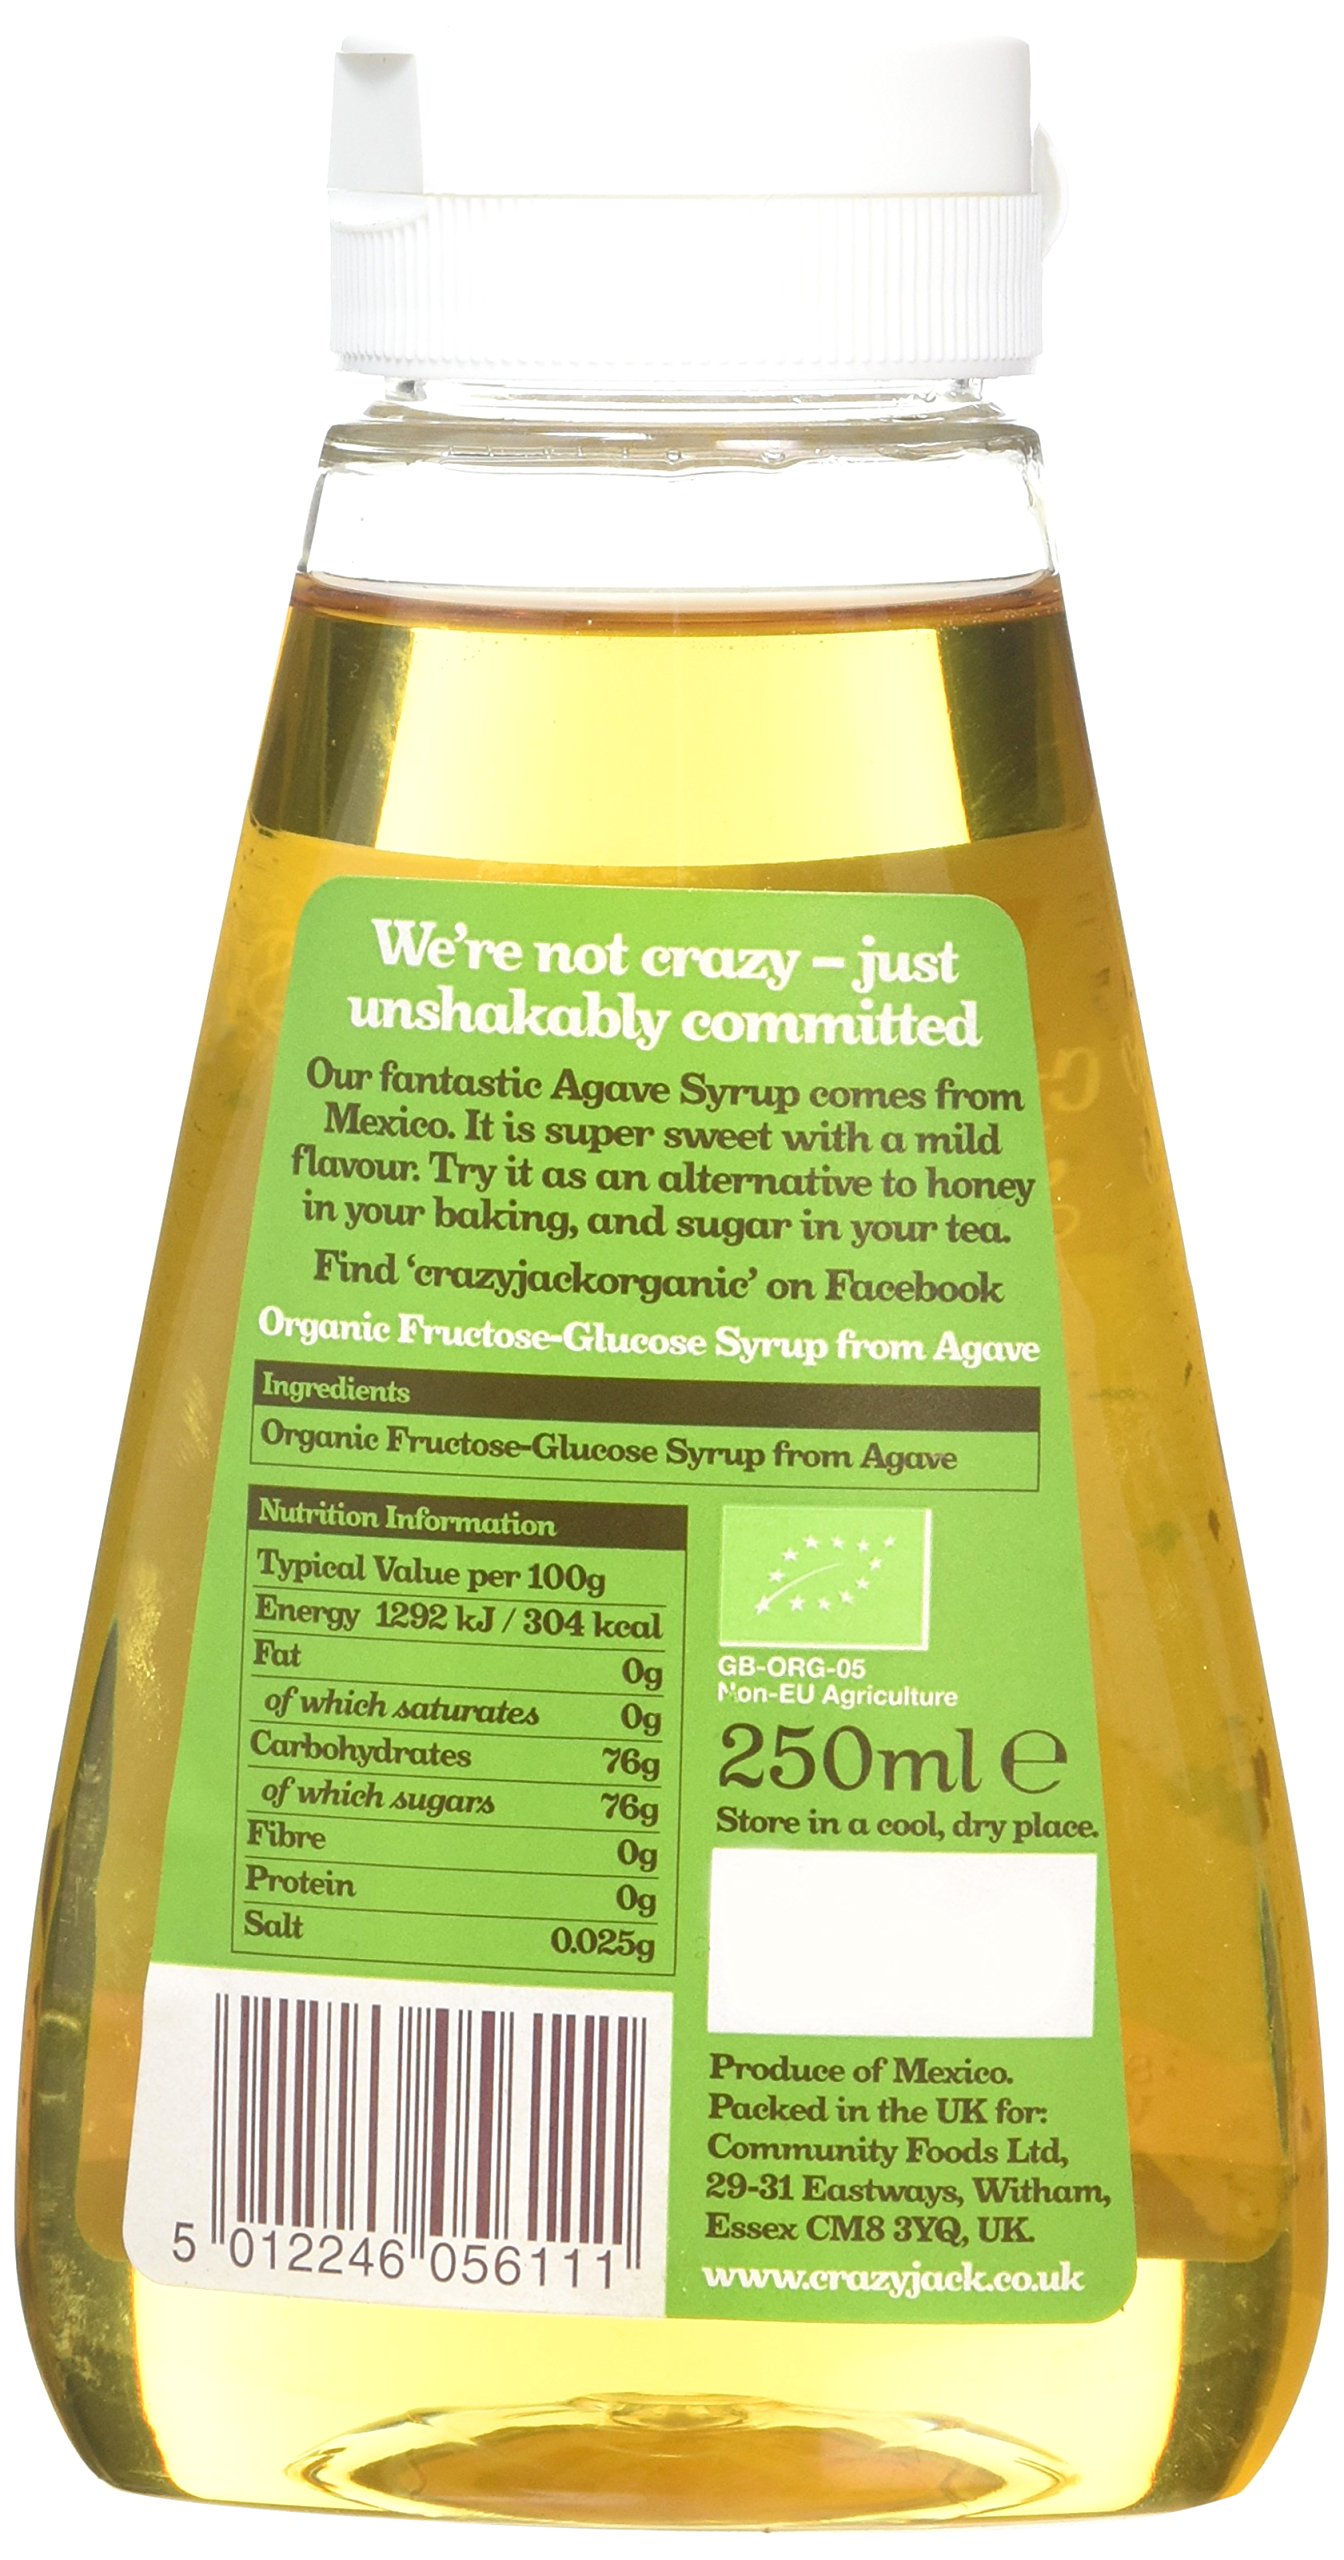 We're not crazy – just
unshakably committed
Our fantastic Agave Syrup comes from
Mexico. It is super sweet with a mild
flavour. Try it as an alternative to honey
in your baking, and sugar in your tea.
Find ‘crazyjackorganic’ on Facebook
Organic Fructose-Glucose Syrup from Agave
Ingredients
Organic Fructose-Glucose Syrup from Agave
Nutrition Information
Typical Value per 100g
Energy 1292 kJ / 304 kcal
Fat 0g
of which saturates 0g
Carbohydrates 76g
of which sugars 76g
Fibre 0g
Protein 0g
Salt 0.025g
GB-ORG-05
Non-EU Agriculture
250ml e
Store in a cool, dry place.
Produce of Mexico.
Packed in the UK for:
Community Foods Ltd,
29-31 Eastways, Witham,
Essex CM8 3YQ, UK.
www.crazyjack.co.uk
5 012246 056111